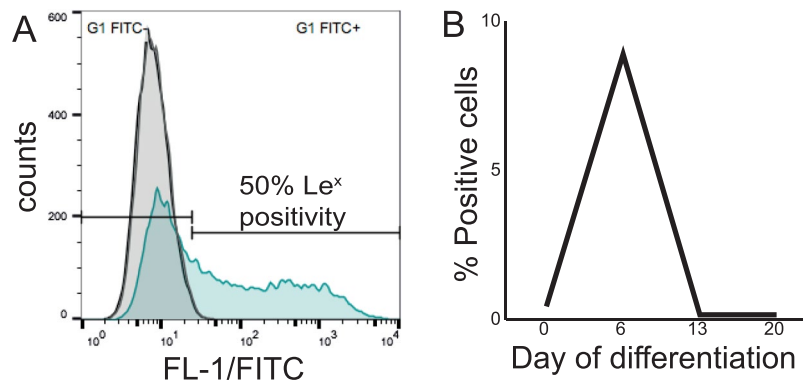 A
B
G1 FITC-
G1 FITC+
600
400
200
0
counts
50% Leˣ
positivity
10⁰
10¹
10²
10³
10⁴
FL-1/FITC
10
5
0
% Positive cells
0
6
13
20
Day of differentiation